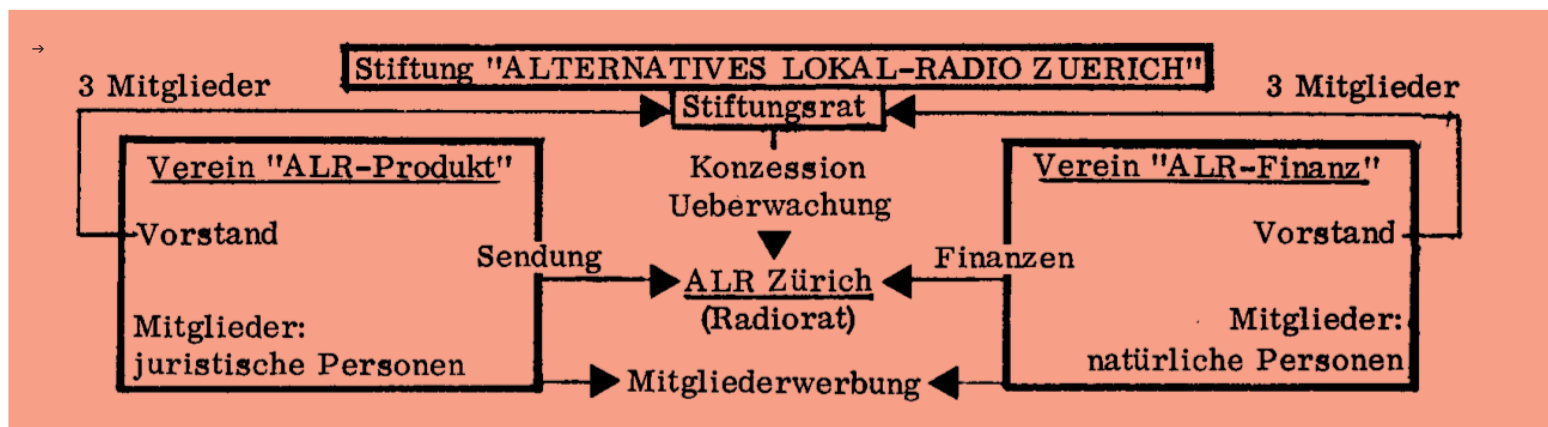 →
Stiftung "ALTERNATIVES LOKAL-RADIO ZUERICH"
3 Mitglieder
Stiftungsrat
3 Mitglieder
Verein "ALR-Produkt"
Konzession
Ueberwachung
Verein "ALR-Finanz"
Vorstand
Vorstand
Sendung
Finanzen
ALR Zürich
(Radiorat)
Mitglieder:
juristische Personen
Mitglieder:
natürliche Personen
Mitgliederwerbung